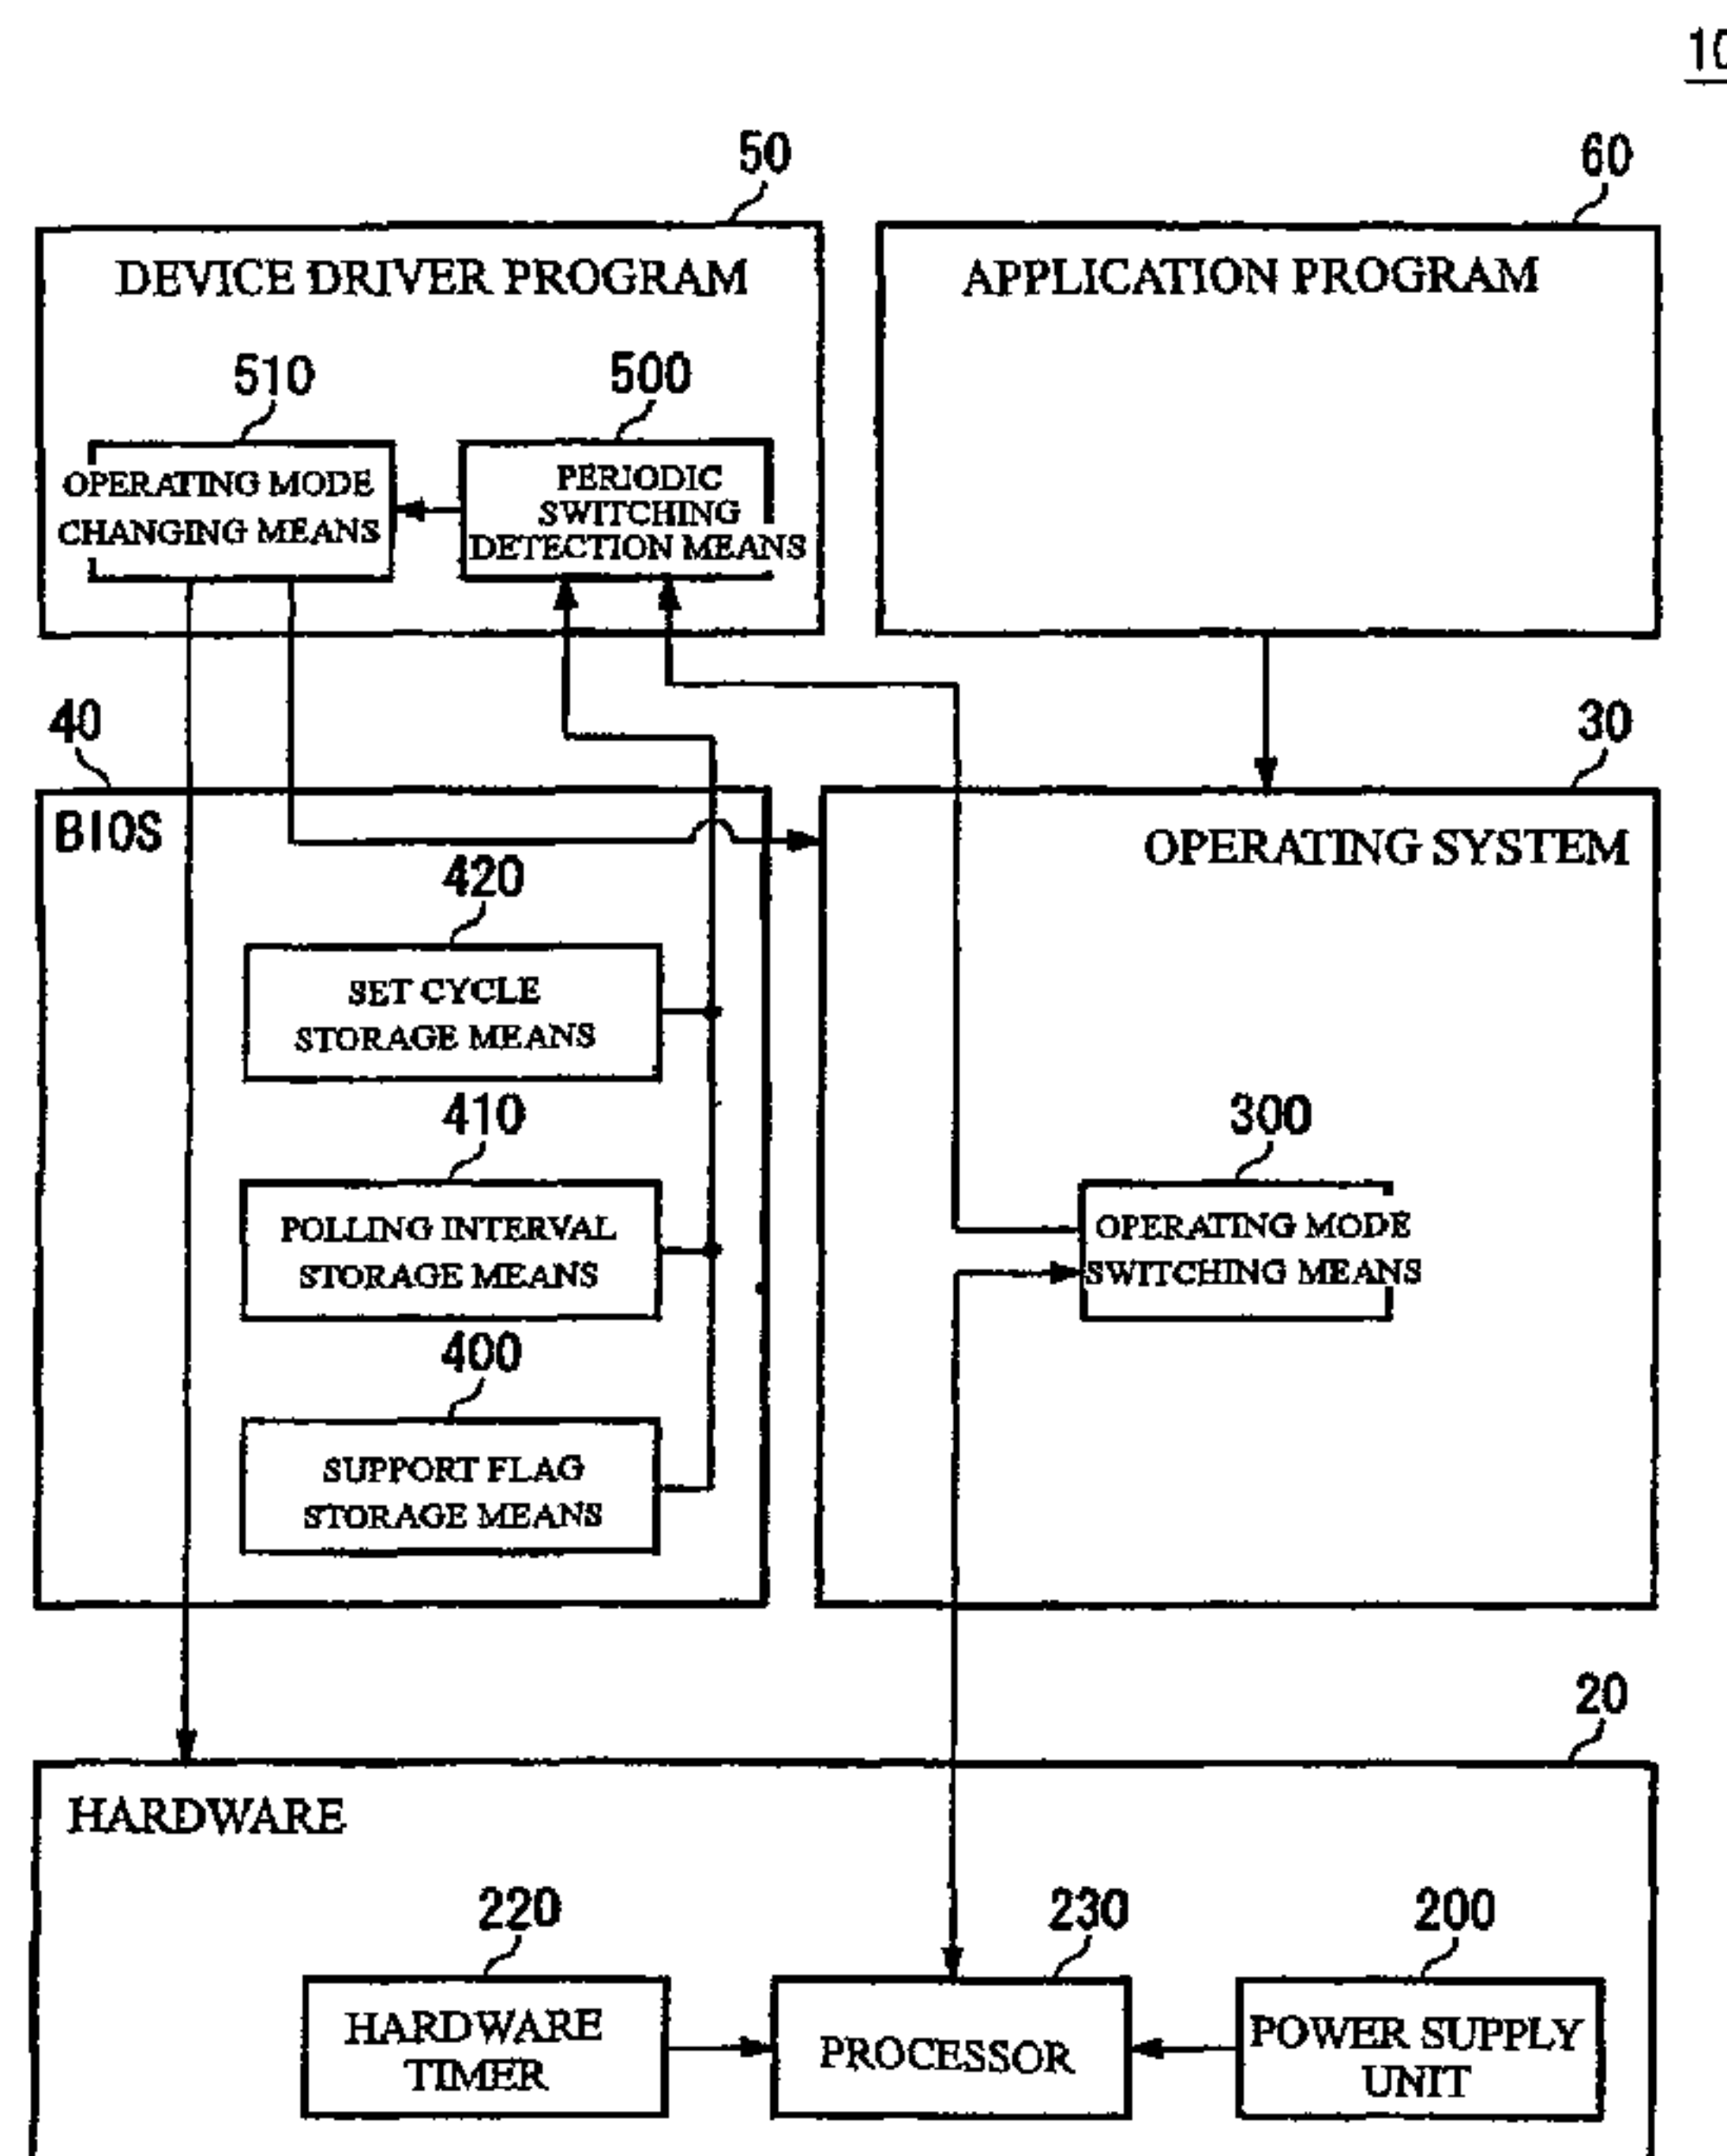 10
50
60
DEVICE DRIVER PROGRAM
APPLICATION PROGRAM
510
500
OPERATING MODE
CHANGING MEANS
PERIODIC
SWITCHING
DETECTION MEANS
40
30
BIOS
OPERATING SYSTEM
420
SET CYCLE
STORAGE MEANS
410
POLLING INTERVAL
STORAGE MEANS
300
OPERATING MODE
SWITCHING MEANS
400
SUPPORT FLAG
STORAGE MEANS
20
HARDWARE
220
230
200
HARDWARE
TIMER
PROCESSOR
POWER SUPPLY
UNIT